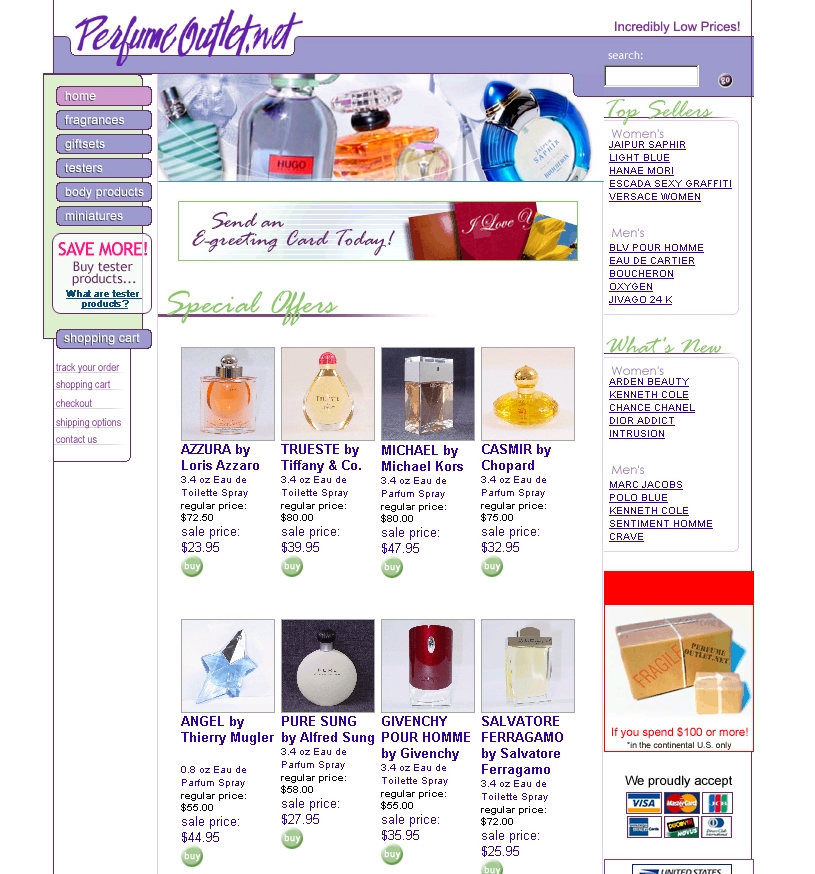 PerfumeOutlet.net
Incredibly Low Prices!
search:
go
home
fragrances
giftsets
testers
body products
miniatures
SAVE MORE!
Buy tester
products...
What are tester
products?
shopping cart
track your order
shopping cart
checkout
shipping options
contact us
HUGO
JAIPUR
SAPHIR
BOUCHERON
Send an
E-greeting Card Today!
I Love Y
Special Offers
AZZURA by
Loris Azzaro
3.4 oz Eau de
Toilette Spray
regular price:
$72.50
sale price:
$23.95
buy
TRUESTE by
Tiffany & Co.
3.4 oz Eau de
Toilette Spray
regular price:
$80.00
sale price:
$39.95
buy
MICHAEL by
Michael Kors
3.4 oz Eau de
Parfum Spray
regular price:
$80.00
sale price:
$47.95
buy
CASMIR by
Chopard
3.4 oz Eau de
Parfum Spray
regular price:
$75.00
sale price:
$32.95
buy
ANGEL by
Thierry Mugler
0.8 oz Eau de
Parfum Spray
regular price:
$55.00
sale price:
$44.95
buy
PURE SUNG
by Alfred Sung
3.4 oz Eau de
Parfum Spray
regular price:
$58.00
sale price:
$27.95
buy
GIVENCHY
POUR HOMME
by Givenchy
3.4 oz Eau de
Toilette Spray
regular price:
$55.00
sale price:
$35.95
buy
SALVATORE
FERRAGAMO
by Salvatore
Ferragamo
3.4 oz Eau de
Toilette Spray
regular price:
$72.00
sale price:
$25.95
buy
Top Sellers
Women's
JAIPUR SAPHIR
LIGHT BLUE
HANAE MORI
ESCADA SEXY GRAFFITI
VERSACE WOMEN
Men's
BLV POUR HOMME
EAU DE CARTIER
BOUCHERON
OXYGEN
JIVAGO 24 K
What's New
Women's
ARDEN BEAUTY
KENNETH COLE
CHANCE CHANEL
DIOR ADDICT
INTRUSION
Men's
MARC JACOBS
POLO BLUE
KENNETH COLE
SENTIMENT HOMME
CRAVE
FRAGILE
PERFUME
OUTLET.NET
If you spend $100 or more!
*in the continental U.S. only
We proudly accept
VISA
MasterCard
JCB
DISCOVER
NOVUS
UNITED STATES